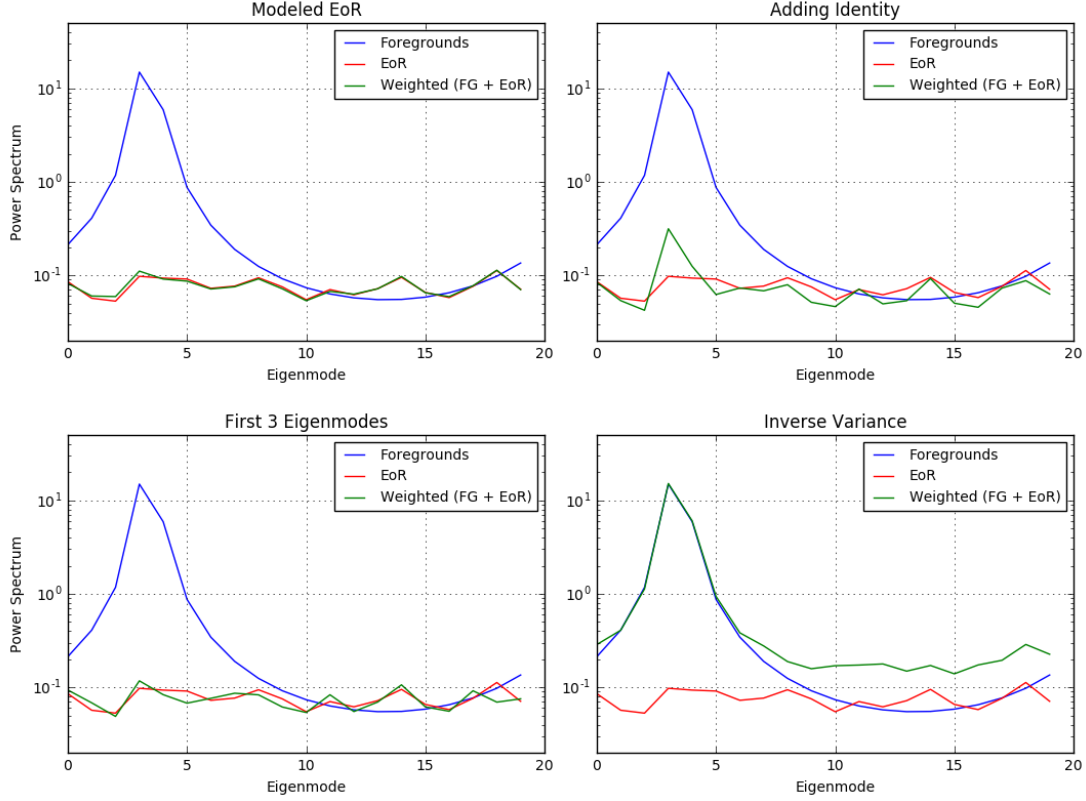 Modeled EoR
Foregrounds
EoR
Weighted (FG + EoR)
10¹
10⁰
10⁻¹
Power Spectrum
0 5 10 15 20
Eigenmode
Adding Identity
Foregrounds
EoR
Weighted (FG + EoR)
10¹
10⁰
10⁻¹
0 5 10 15 20
Eigenmode
First 3 Eigenmodes
Foregrounds
EoR
Weighted (FG + EoR)
10¹
10⁰
10⁻¹
Power Spectrum
0 5 10 15 20
Eigenmode
Inverse Variance
Foregrounds
EoR
Weighted (FG + EoR)
10¹
10⁰
10⁻¹
0 5 10 15 20
Eigenmode